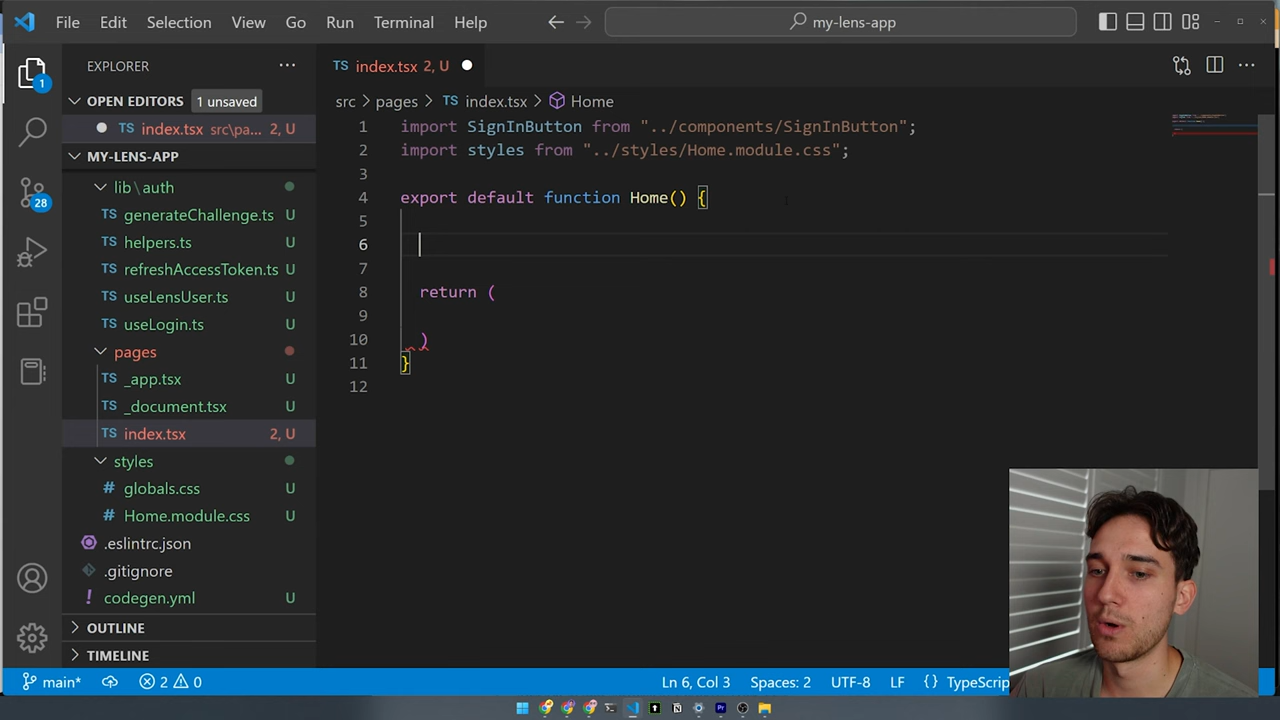 File Edit Selection View Go Run Terminal Help my-lens-app
EXPLORER
OPEN EDITORS 1 unsaved
index.tsx src\pa... 2, U
MY-LENS-APP
lib\auth
TS generateChallenge.ts U
TS helpers.ts U
TS refreshAccessToken.ts U
TS useLensUser.ts U
TS useLogin.ts U
pages
TS _app.tsx U
TS _document.tsx U
TS index.tsx 2, U
styles
# globals.css U
# Home.module.css U
.eslintrc.json
.gitignore
! codegen.yml U
OUTLINE
TIMELINE
1
28
TS index.tsx 2, U
src > pages > TS index.tsx > Home
1 import SignInButton from "../components/SignInButton";
2 import styles from "../styles/Home.module.css";
3
4 export default function Home() {
5
6
7
8 return (
9
10 )
11 }
12
main* 2 0 Ln 6, Col 3 Spaces: 2 UTF-8 LF {} TypeScrip